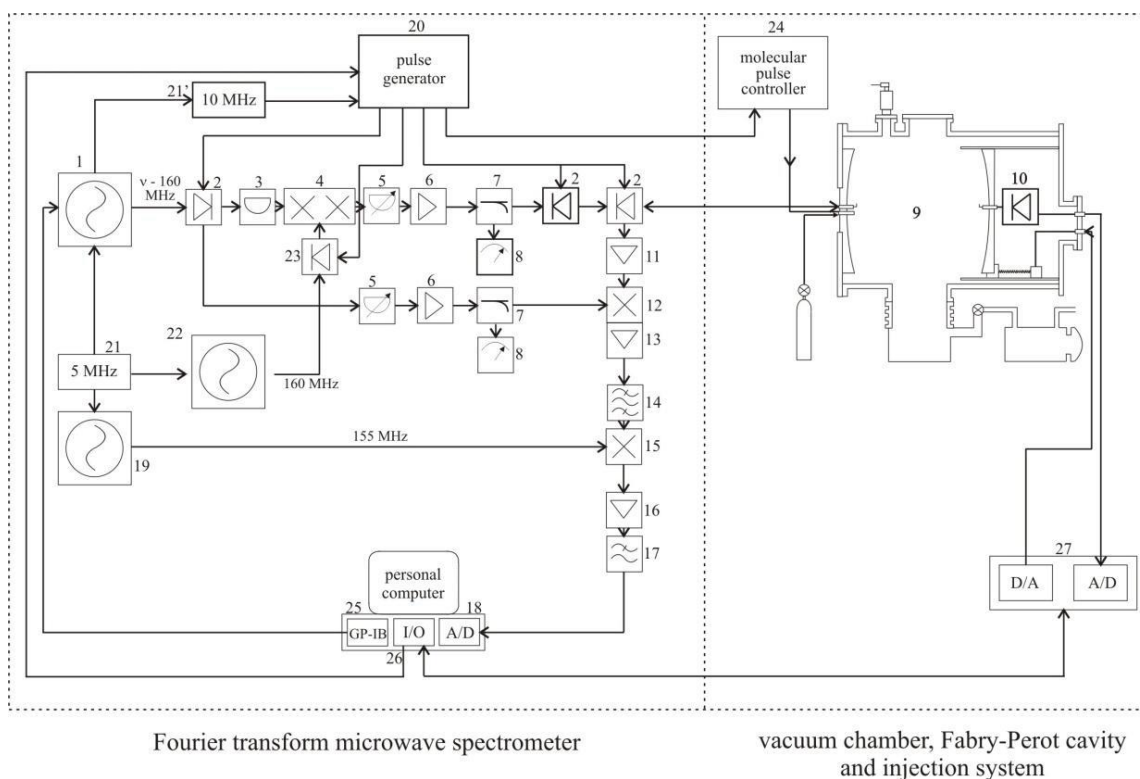 20
pulse
generator
24
molecular
pulse
controller
21'
10 MHz
1
ν - 160
MHz
2
3
4
5
6
7
2
2
10
9
23
8
11
5
6
7
12
8
13
22
21
5 MHz
160 MHz
14
155 MHz
15
19
16
17
27
D/A
A/D
personal
computer
25
18
GP-IB
I/O
A/D
26
Fourier transform microwave spectrometer
vacuum chamber, Fabry-Perot cavity
and injection system